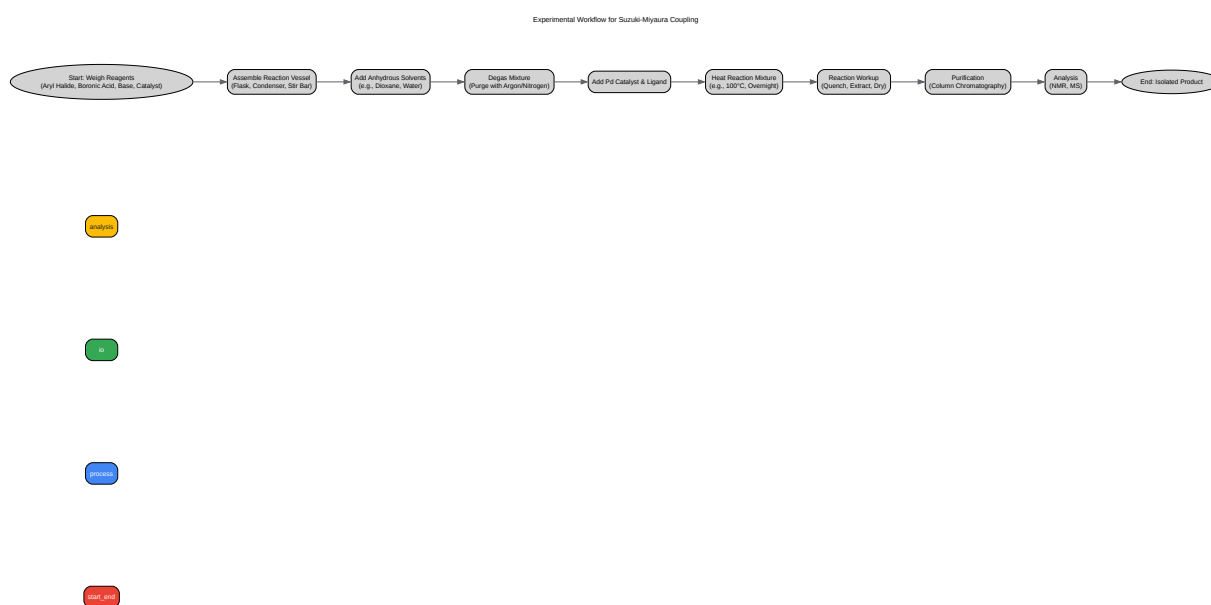 Experimental Workflow for Suzuki-Miyaura Coupling
Start: Weigh Reagents
(Aryl Halide, Boronic Acid, Base, Catalyst)
Assemble Reaction Vessel
(Flask, Condenser, Stir Bar)
Add Anhydrous Solvents
(e.g., Dioxane, Water)
Degas Mixture
(Purge with Argon/Nitrogen)
Add Pd Catalyst & Ligand
Heat Reaction Mixture
(e.g., 100°C, Overnight)
Reaction Workup
(Quench, Extract, Dry)
Purification
(Column Chromatography)
Analysis
(NMR, MS)
End: Isolated Product
analysis
io
process
start_end